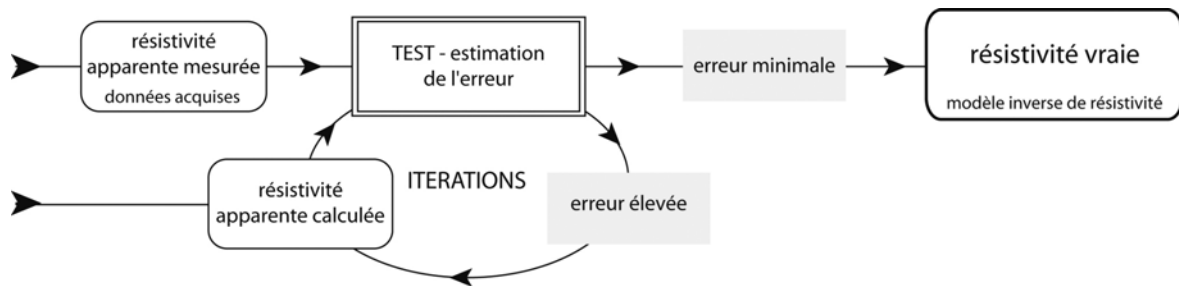 résistivité
apparente mesurée
données acquises
TEST - estimation
de l'erreur
erreur minimale
résistivité vraie
modèle inverse de résistivité
résistivité
apparente calculée
ITERATIONS
erreur élevée